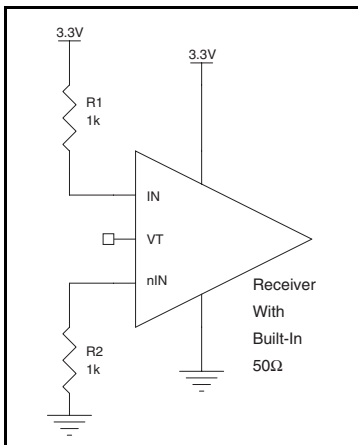 3.3V
3.3V
R1
1k
IN
VT
nIN
Receiver
With
Built-In
50Ω
R2
1k